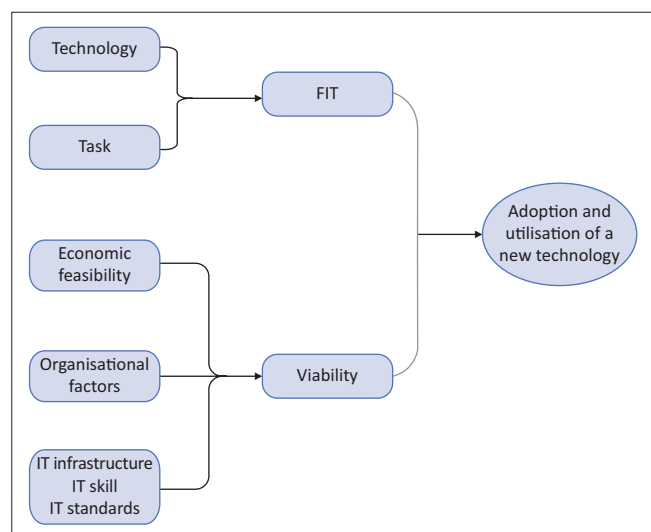 Technology
FIT
Task
Adoption and
utilisation of a
new technology
Economic
feasibility
Organisational
factors
Viability
IT infrastructure
IT skill
IT standards